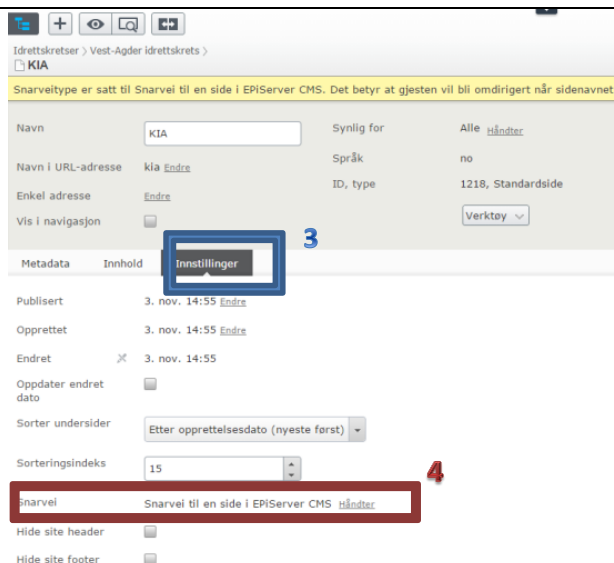 Idrettskretser > Vest-Agder idrettskrets >
KIA
Snarveitype er satt til Snarvei til en side i EPiServer CMS. Det betyr at gjesten vil bli omdirigert når sidenavnet
Navn KIA Synlig for Alle Håndter
Navn i URL-adresse kia Endre Språk no
Enkel adresse Endre ID, type 1218, Standardside
Vis i navigasjon Verktøy
3
Metadata Innhold Innstillinger
Publisert 3. nov. 14:55 Endre
Opprettet 3. nov. 14:55 Endre
Endret 3. nov. 14:55
Oppdater endret
dato
Sorter undersider Etter opprettelsesdato (nyeste først)
Sorteringsindeks 15
4
Snarvei Snarvei til en side i EPiServer CMS Håndter
Hide site header
Hide site footer